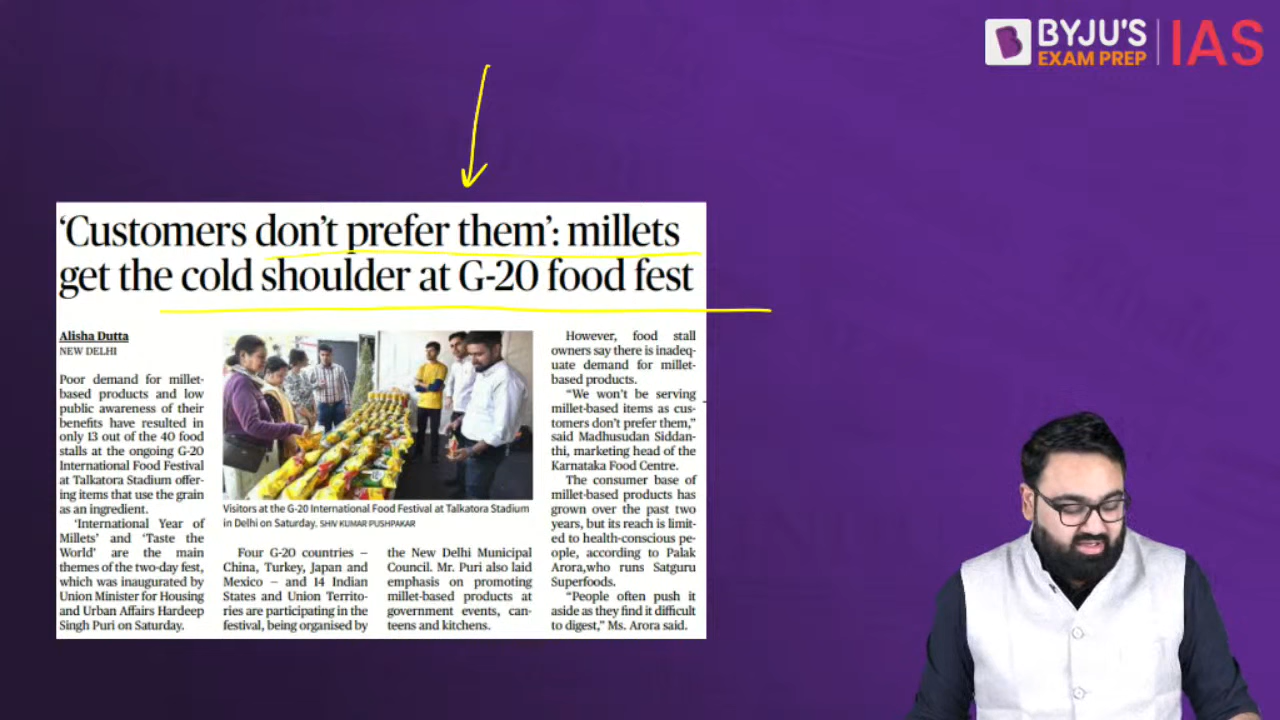 BYJU'S
EXAM PREP
IAS
‘Customers don’t prefer them’: millets
get the cold shoulder at G-20 food fest
Alisha Dutta
NEW DELHI
Poor demand for millet-
based products and low
public awareness of their
benefits have resulted in
only 13 out of the 40 food
stalls at the ongoing G-20
International Food Festival
at Talkatora Stadium offer-
ing items that use the grain
as an ingredient.
‘International Year of
Millets’ and ‘Taste the
World’ are the main
themes of the two-day fest,
which was inaugurated by
Union Minister for Housing
and Urban Affairs Hardeep
Singh Puri on Saturday.
Visitors at the G-20 International Food Festival at Talkatora Stadium
in Delhi on Saturday. SHIV KUMAR PUSHPAKAR
Four G-20 countries –
China, Turkey, Japan and
Mexico – and 14 Indian
States and Union Territo-
ries are participating in the
festival, being organised by
the New Delhi Municipal
Council. Mr. Puri also laid
emphasis on promoting
millet-based products at
government events, can-
teens and kitchens.
However, food stall
owners say there is inadeq-
uate demand for millet-
based products.
“We won’t be serving
millet-based items as cus-
tomers don’t prefer them,”
said Madhusudan Siddan-
thi, marketing head of the
Karnataka Food Centre.
The consumer base of
millet-based products has
grown over the past two
years, but its reach is limit-
ed to health-conscious pe-
ople, according to Palak
Arora,who runs Satguru
Superfoods.
“People often push it
aside as they find it difficult
to digest,” Ms. Arora said.